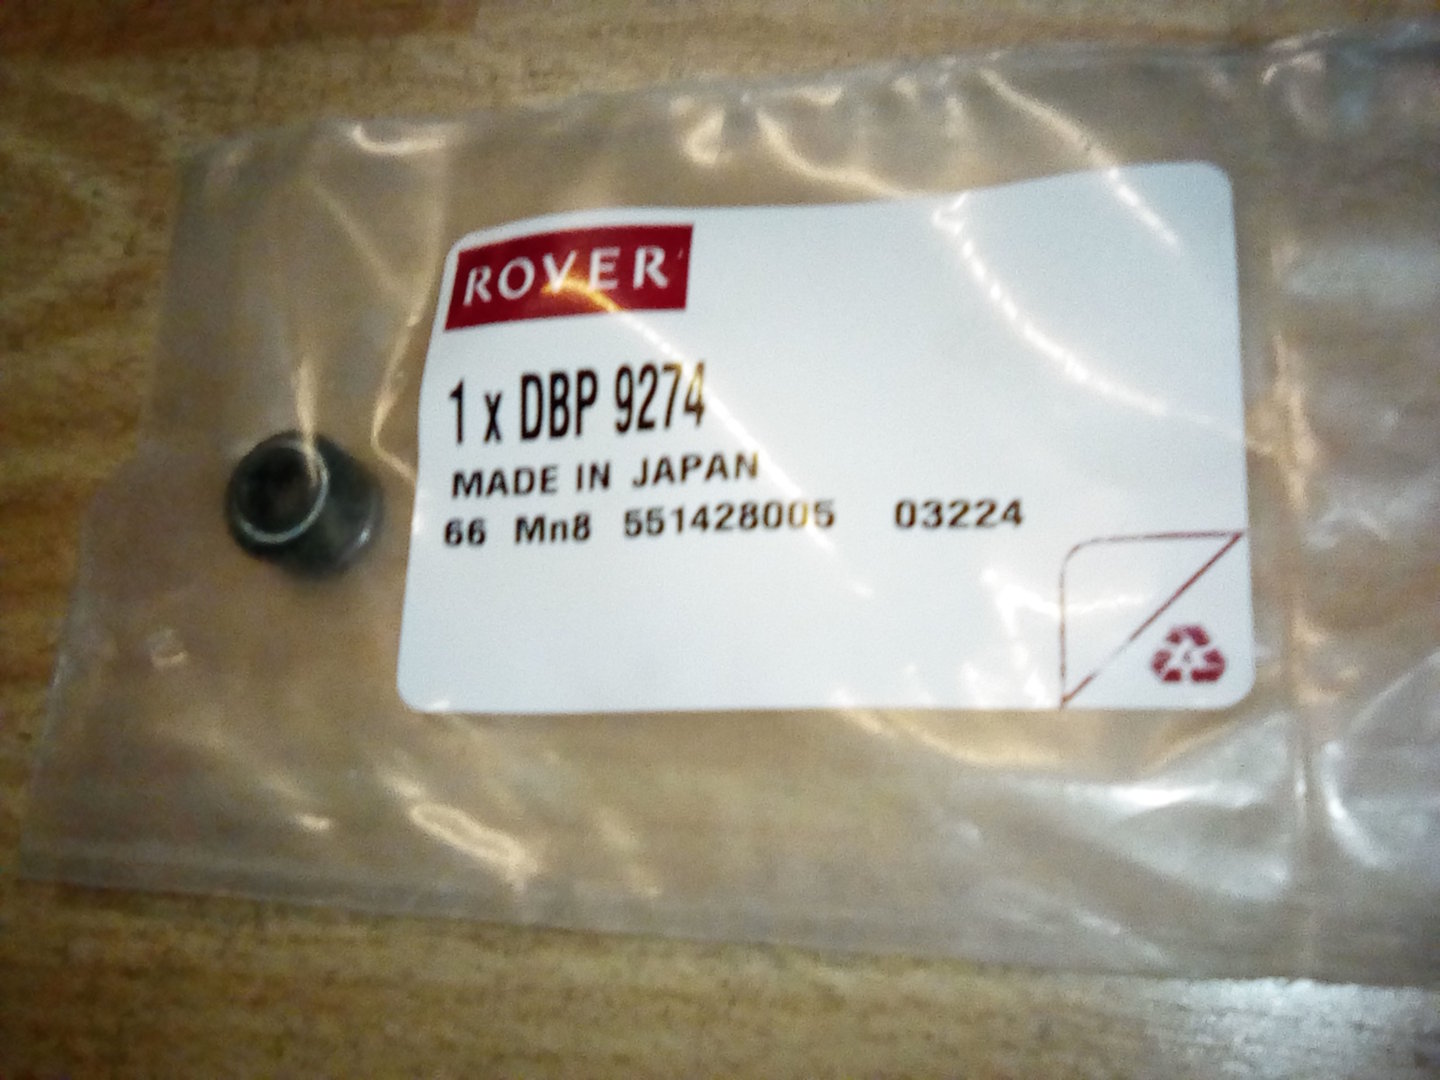 ROVER
1 x DBP 9274
MADE IN JAPAN
66 Mn8 551428005 03224
A